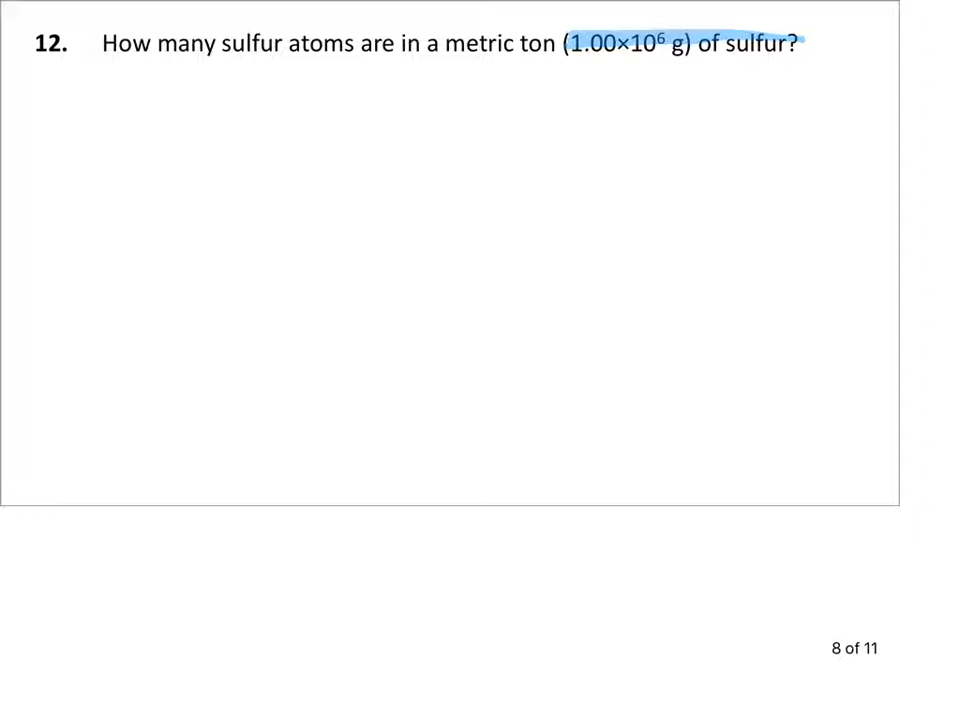 12. How many sulfur atoms are in a metric ton (1.00×10⁶ g) of sulfur?
8 of 11